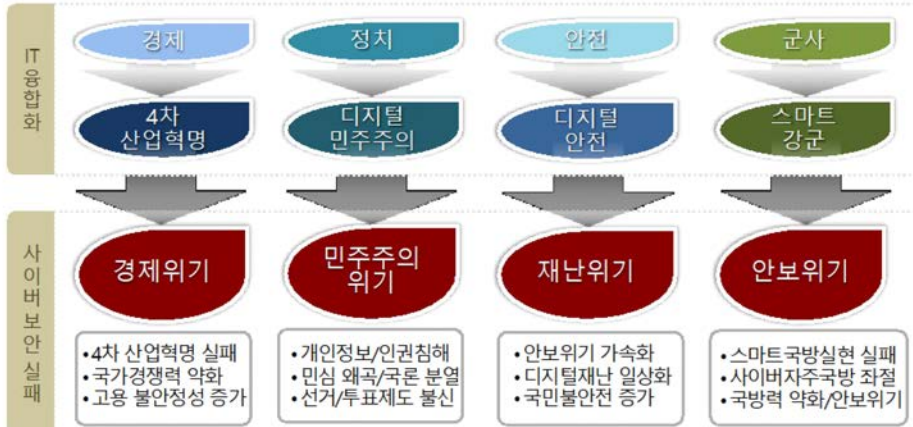 IT융합화
경제
정치
안전
군사
4차
산업혁명
디지털
민주주의
디지털
안전
스마트
강군
사이버보안실패
경제위기
민주주의
위기
재난위기
안보위기
•4차 산업혁명 실패
•국가경쟁력 약화
•고용 불안정성 증가
•개인정보/인권침해
•민심 왜곡/국론 분열
•선거/투표제도 불신
•안보위기 가속화
•디지털재난 일상화
•국민불안전 증가
•스마트국방실현 실패
•사이버자주국방 좌절
•국방력 약화/안보위기